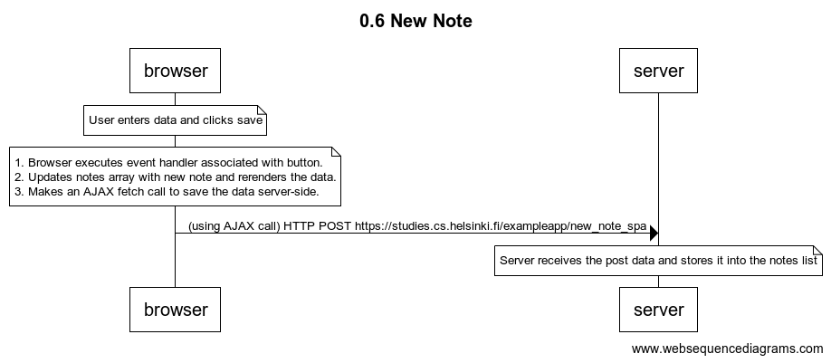 0.6 New Note
browser
server
User enters data and clicks save
1. Browser executes event handler associated with button.
2. Updates notes array with new note and rerenders the data.
3. Makes an AJAX fetch call to save the data server-side.
(using AJAX call) HTTP POST https://studies.cs.helsinki.fi/exampleapp/new_note_spa
Server receives the post data and stores it into the notes list
browser
server
www.websequencediagrams.com